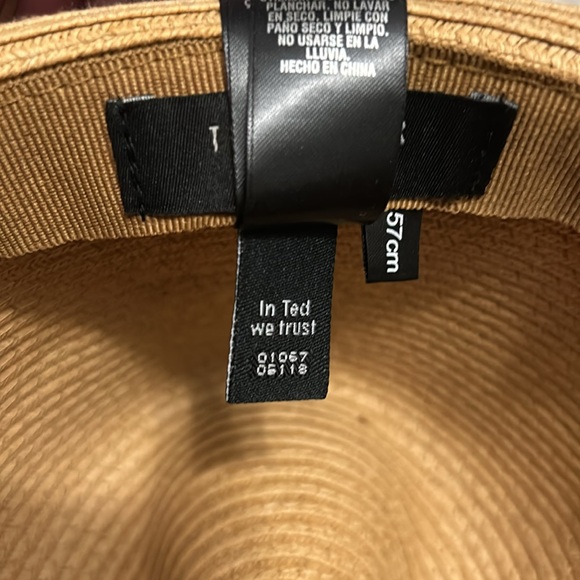 PLANCHAR. NO LAVAR
EN SECO. LIMPIE CON
PAÑO SECO Y LIMPIO.
NO USARSE EN LA
LLUVIA.
HECHO EN CHINA
T
57cm
In Ted
we trust
01067
05118